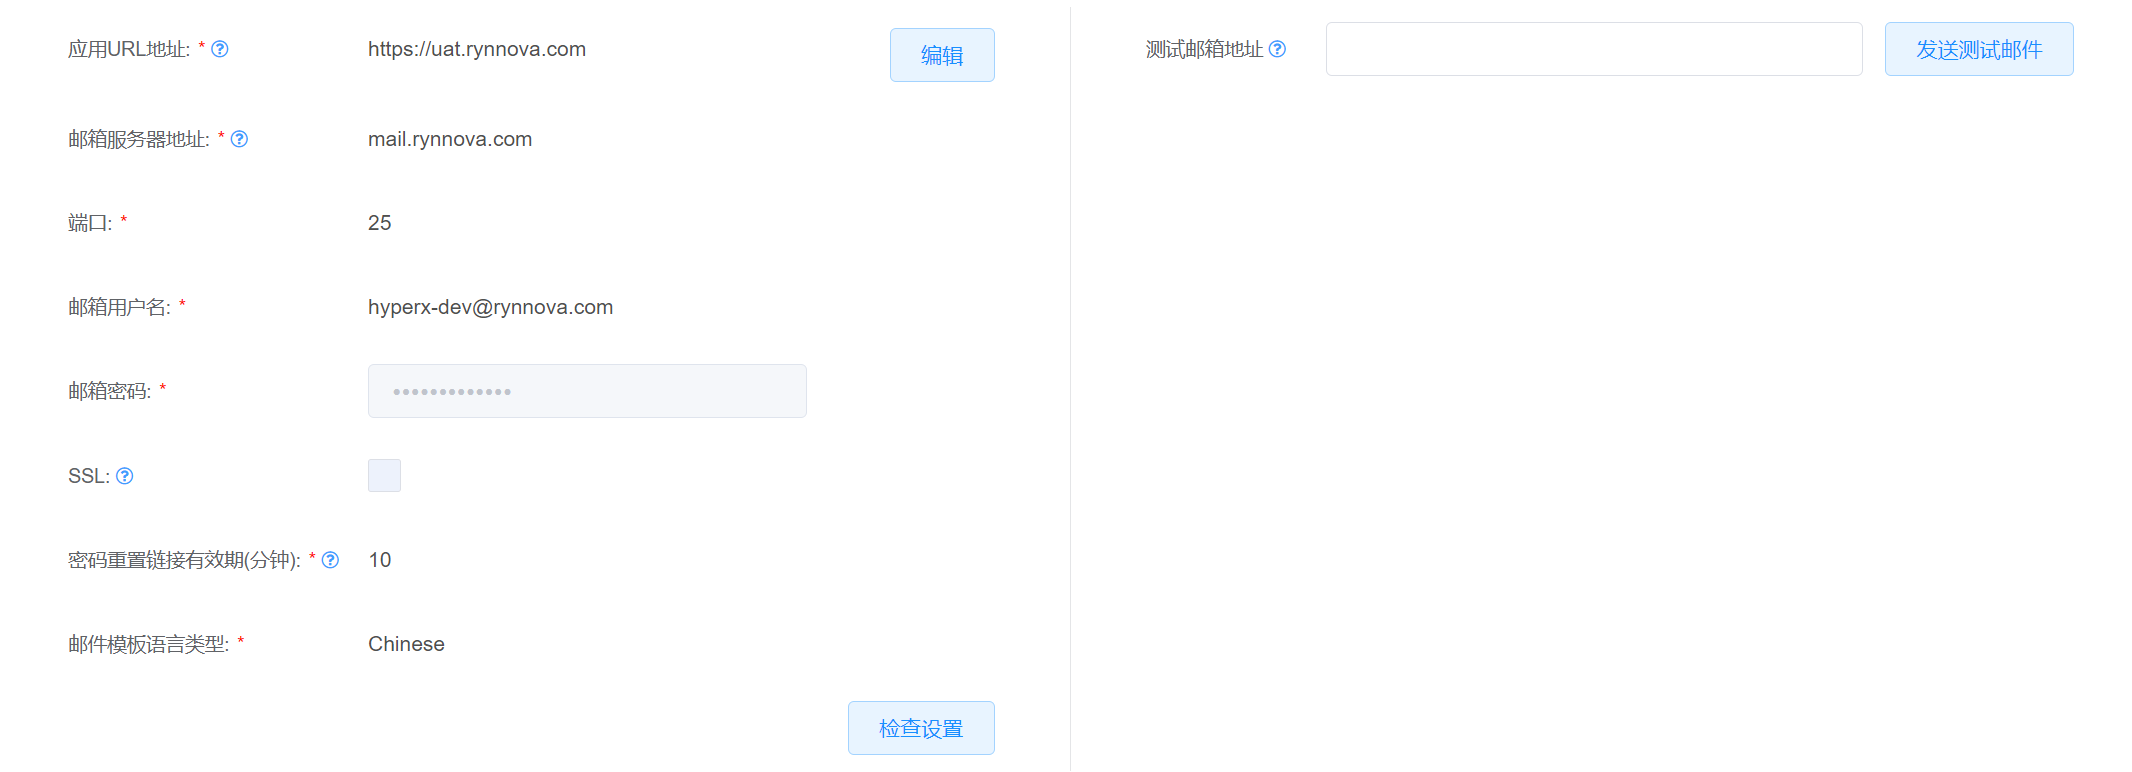 应用URL地址: * https://uat.rynnova.com 编辑
邮箱服务器地址: * mail.rynnova.com
端口: * 25
邮箱用户名: * hyperx-dev@rynnova.com
邮箱密码: * •••••••••••••
SSL:
密码重置链接有效期(分钟): * 10
邮件模板语言类型: * Chinese
检查设置
测试邮箱地址 发送测试邮件